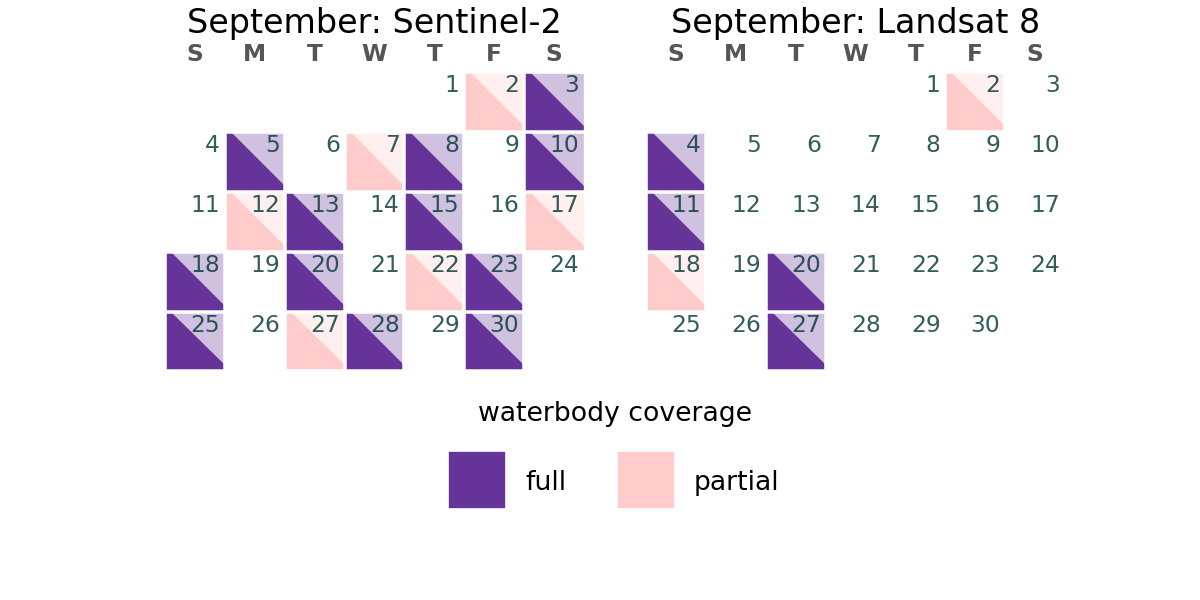 September: Sentinel-2
S M T W T F S
1 2 3
4 5 6 7 8 9 10
11 12 13 14 15 16 17
18 19 20 21 22 23 24
25 26 27 28 29 30
September: Landsat 8
S M T W T F S
1 2 3
4 5 6 7 8 9 10
11 12 13 14 15 16 17
18 19 20 21 22 23 24
25 26 27 28 29 30
waterbody coverage
full partial